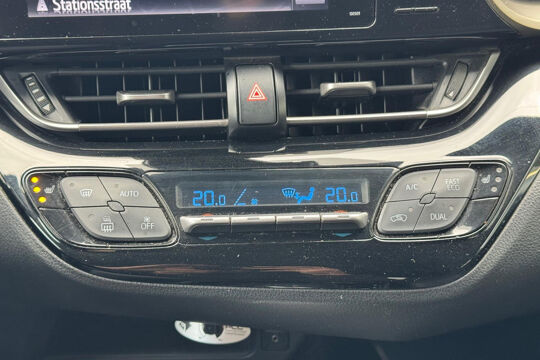 Stationsstraat
AUTO
20.0
20.0
A/C
FAST
ECO
OFF
DUAL